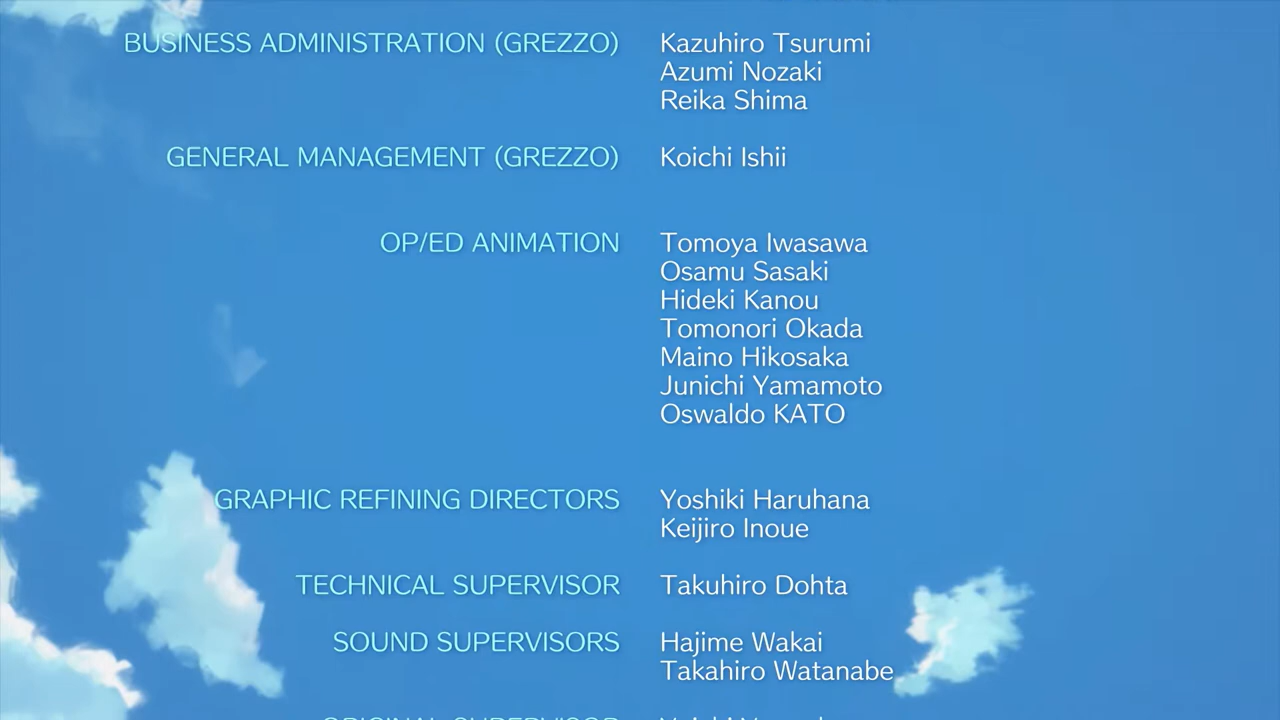 BUSINESS ADMINISTRATION (GREZZO) Kazuhiro Tsurumi
Azumi Nozaki
Reika Shima
GENERAL MANAGEMENT (GREZZO) Koichi Ishii
OP/ED ANIMATION Tomoya Iwasawa
Osamu Sasaki
Hideki Kanou
Tomonori Okada
Maino Hikosaka
Junichi Yamamoto
Oswaldo KATO
GRAPHIC REFINING DIRECTORS Yoshiki Haruhana
Keijiro Inoue
TECHNICAL SUPERVISOR Takuhiro Dohta
SOUND SUPERVISORS Hajime Wakai
Takahiro Watanabe
ORIGINAL SUPERVISOR